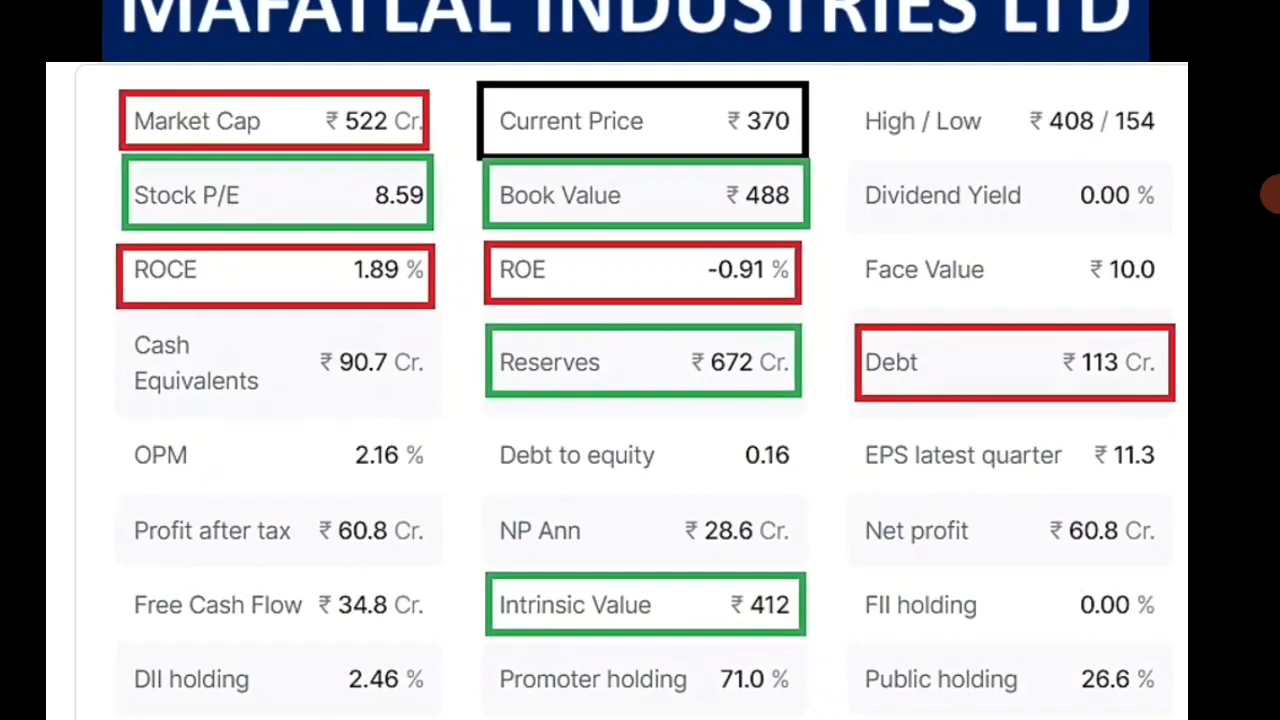 MAFATLAL INDUSTRIES LTD
Market Cap ₹ 522 Cr.
Current Price ₹ 370
High / Low ₹ 408 / 154
Stock P/E 8.59
Book Value ₹ 488
Dividend Yield 0.00 %
ROCE 1.89 %
ROE -0.91 %
Face Value ₹ 10.0
Cash
Equivalents ₹ 90.7 Cr.
Reserves ₹ 672 Cr.
Debt ₹ 113 Cr.
OPM 2.16 %
Debt to equity 0.16
EPS latest quarter ₹ 11.3
Profit after tax ₹ 60.8 Cr.
NP Ann ₹ 28.6 Cr.
Net profit ₹ 60.8 Cr.
Free Cash Flow ₹ 34.8 Cr.
Intrinsic Value ₹ 412
FII holding 0.00 %
DII holding 2.46 %
Promoter holding 71.0 %
Public holding 26.6 %